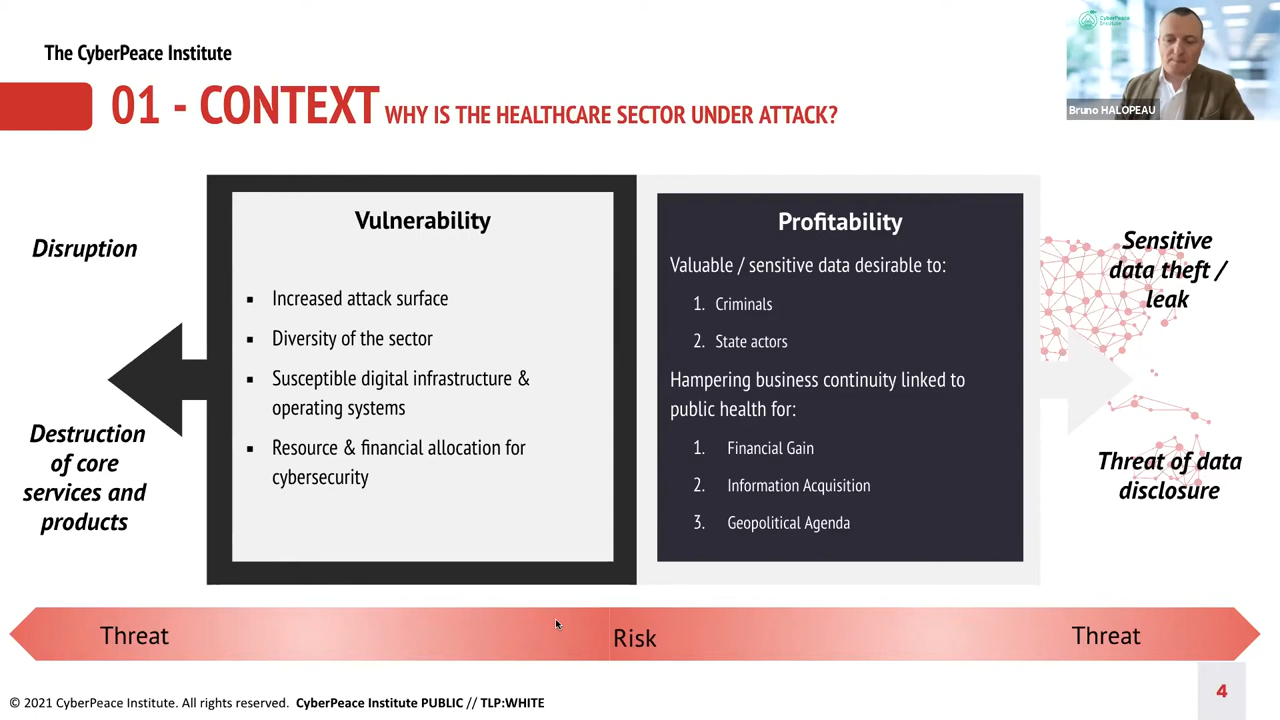 The CyberPeace Institute
01 - CONTEXT WHY IS THE HEALTHCARE SECTOR UNDER ATTACK?
CyberPeace
Institute
Bruno HALOPEAU
Disruption
Destruction
of core
services and
products
Vulnerability
▪ Increased attack surface
▪ Diversity of the sector
▪ Susceptible digital infrastructure &
operating systems
▪ Resource & financial allocation for
cybersecurity
Profitability
Valuable / sensitive data desirable to:
1. Criminals
2. State actors
Hampering business continuity linked to
public health for:
1. Financial Gain
2. Information Acquisition
3. Geopolitical Agenda
Sensitive
data theft /
leak
Threat of data
disclosure
Threat
Risk
Threat
© 2021 CyberPeace Institute. All rights reserved. CyberPeace Institute PUBLIC // TLP:WHITE
4